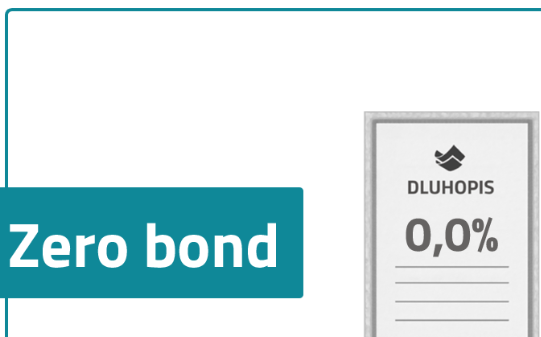 Zero bond
DLUHOPIS
0,0%